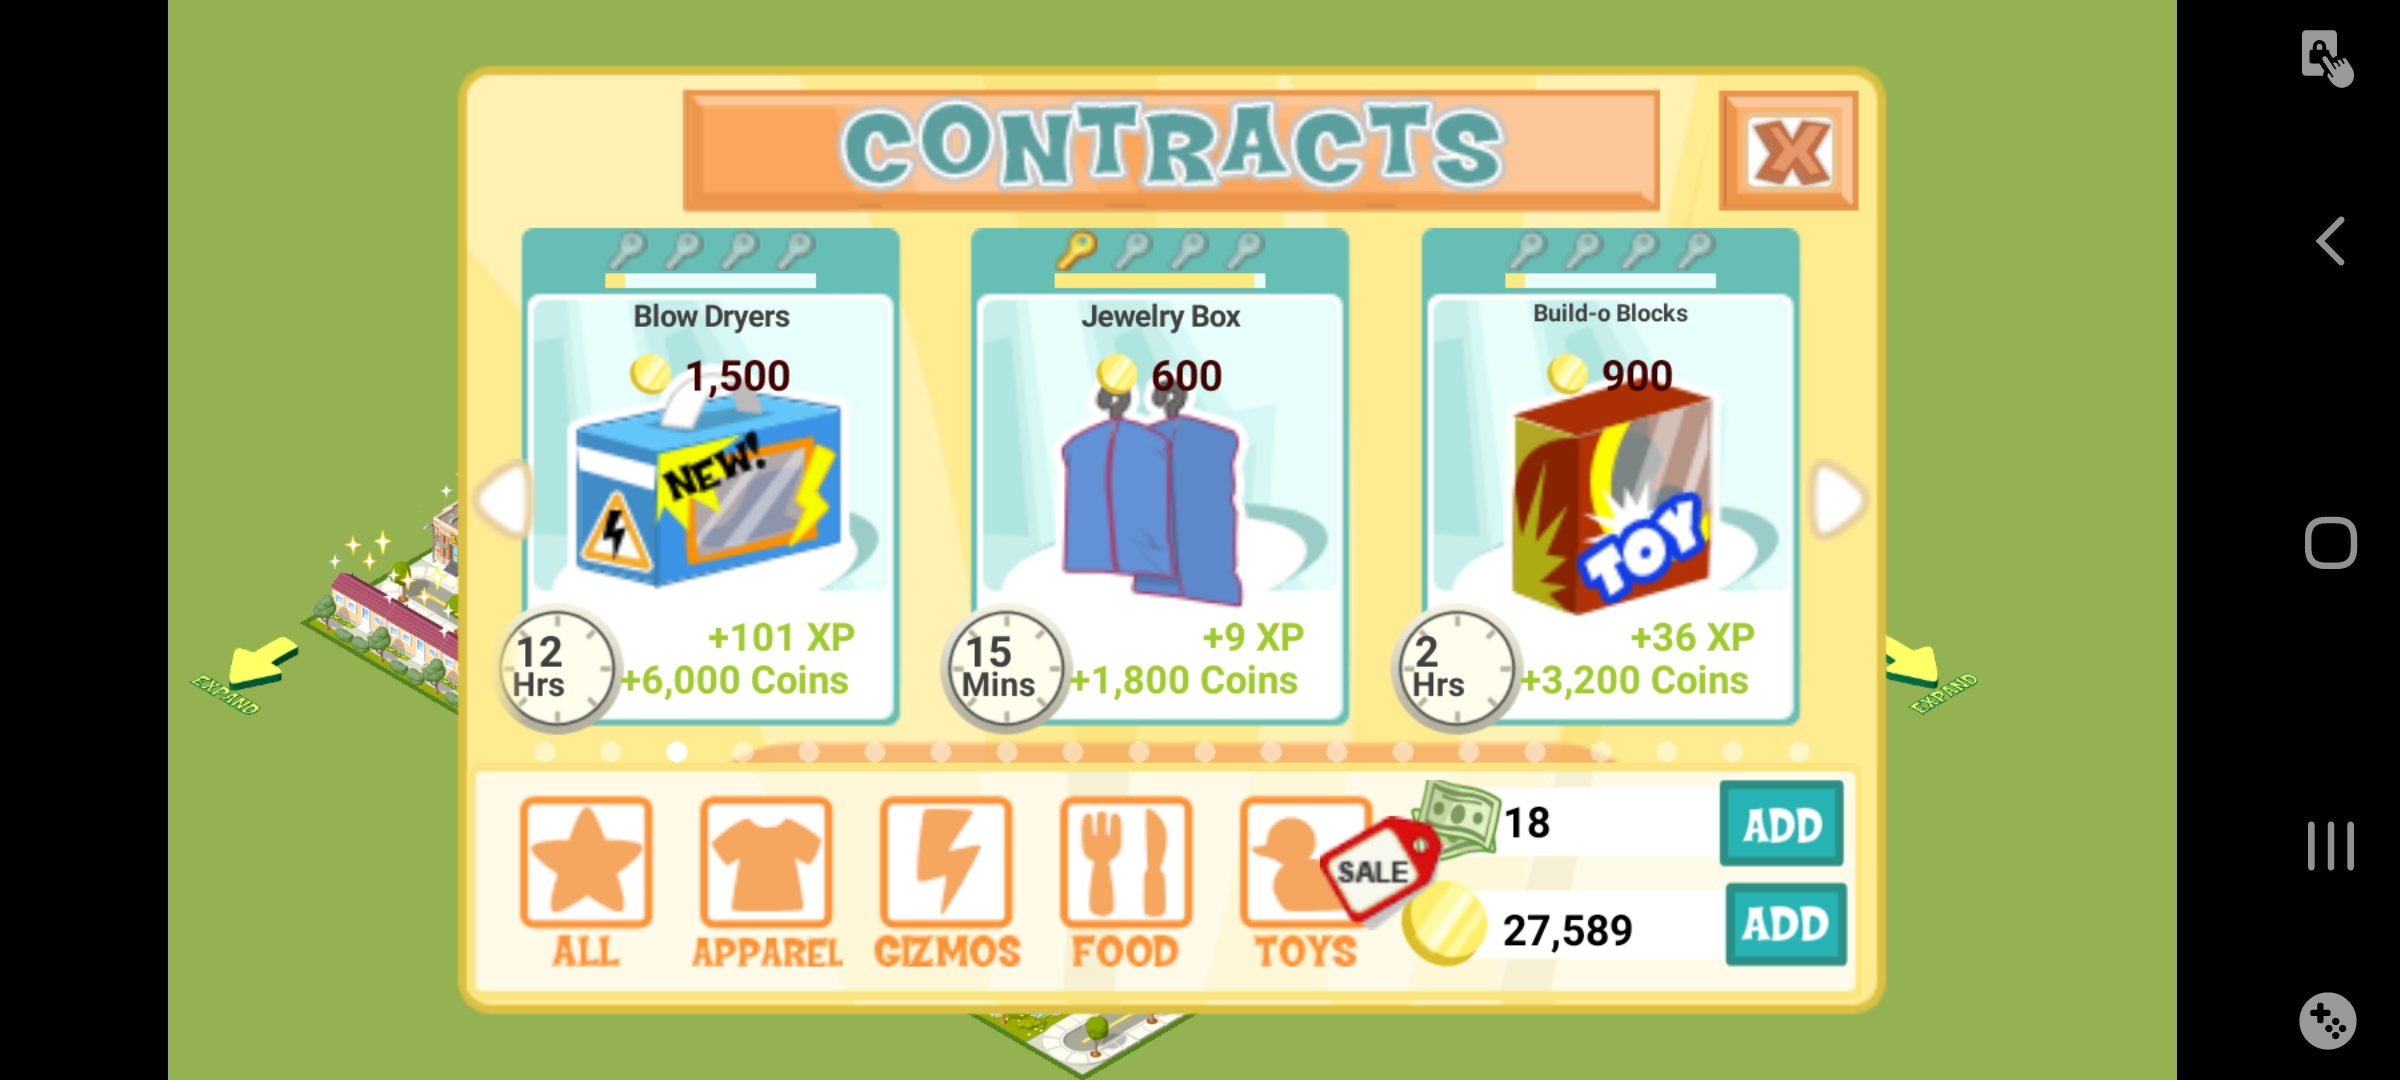 CONTRACTS
X
Blow Dryers
1,500
NEW!
12
Hrs
+101 XP
+6,000 Coins
Jewelry Box
600
15
Mins
+9 XP
+1,800 Coins
Build-o Blocks
900
TOY
2
Hrs
+36 XP
+3,200 Coins
EXPAND
EXPAND
ALL
APPAREL
GIZMOS
FOOD
TOYS
SALE
18
ADD
27,589
ADD